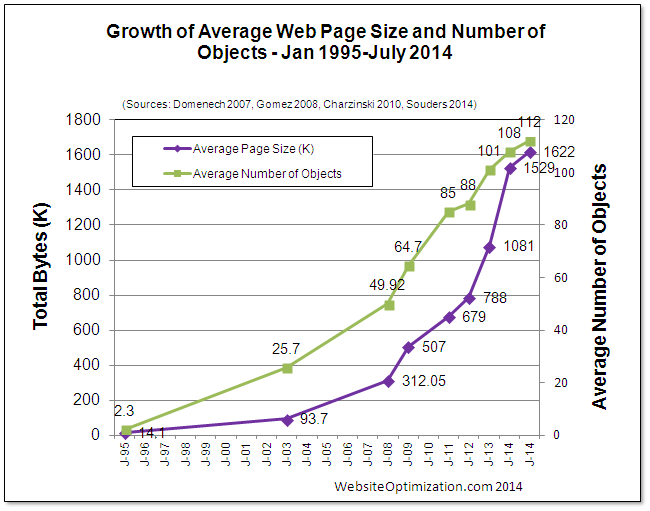 Growth of Average Web Page Size and Number of
Objects - Jan 1995-July 2014
(Sources: Domenech 2007, Gomez 2008, Charzinski 2010, Souders 2014)
Total Bytes (K)
1800
1600
1400
1200
1000
800
600
400
200
0
Average Page Size (K)
Average Number of Objects
2.3
25.7
49.92
64.7
85
88
101
108
112
14.1
93.7
312.05
507
679
788
1081
1529
1622
120
100
80
60
40
20
0
Average Number of Objects
J-95
J-96
J-97
J-98
J-99
J-00
J-01
J-02
J-03
J-04
J-05
J-06
J-07
J-08
J-09
J-10
J-11
J-12
J-13
J-14
J-14
WebsiteOptimization.com 2014